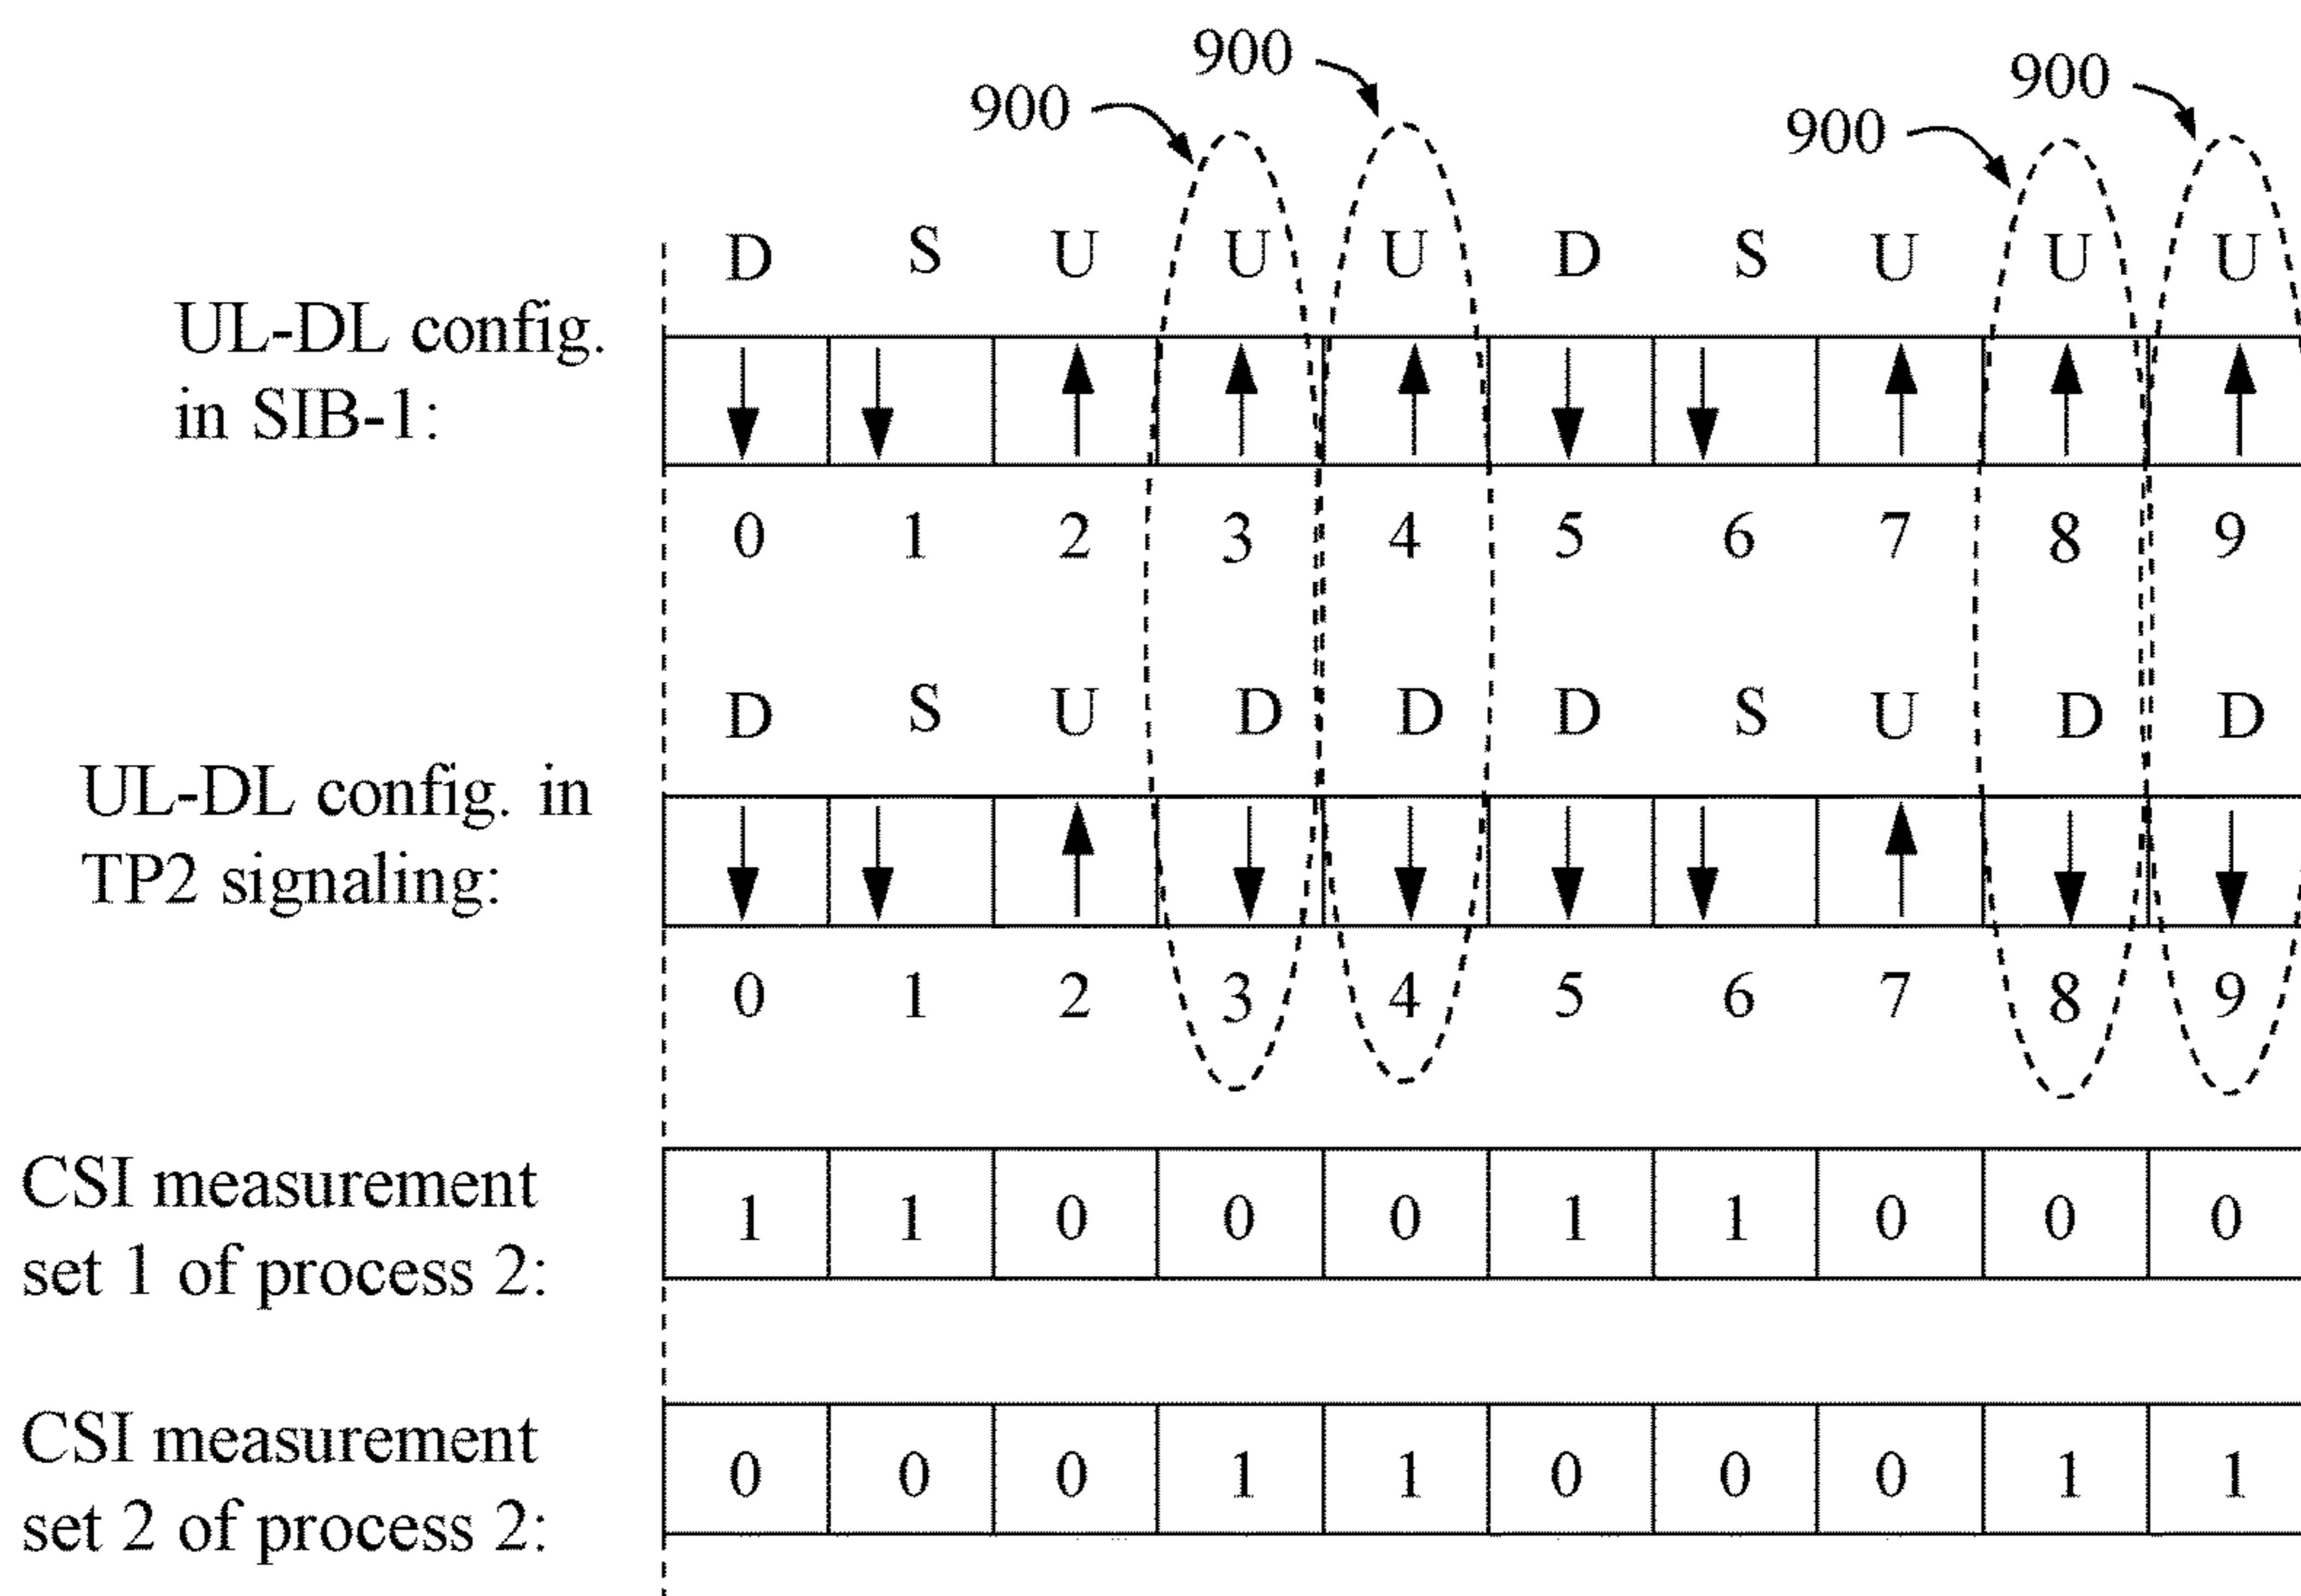 900
900
900
900
D S U U U D S U U U
UL-DL config.
in SIB-1:
0 1 2 3 4 5 6 7 8 9
D S U D D D S U D D
UL-DL config. in
TP2 signaling:
0 1 2 3 4 5 6 7 8 9
CSI measurement
set 1 of process 2:
1 1 0 0 0 1 1 0 0 0
CSI measurement
set 2 of process 2:
0 0 0 1 1 0 0 0 1 1